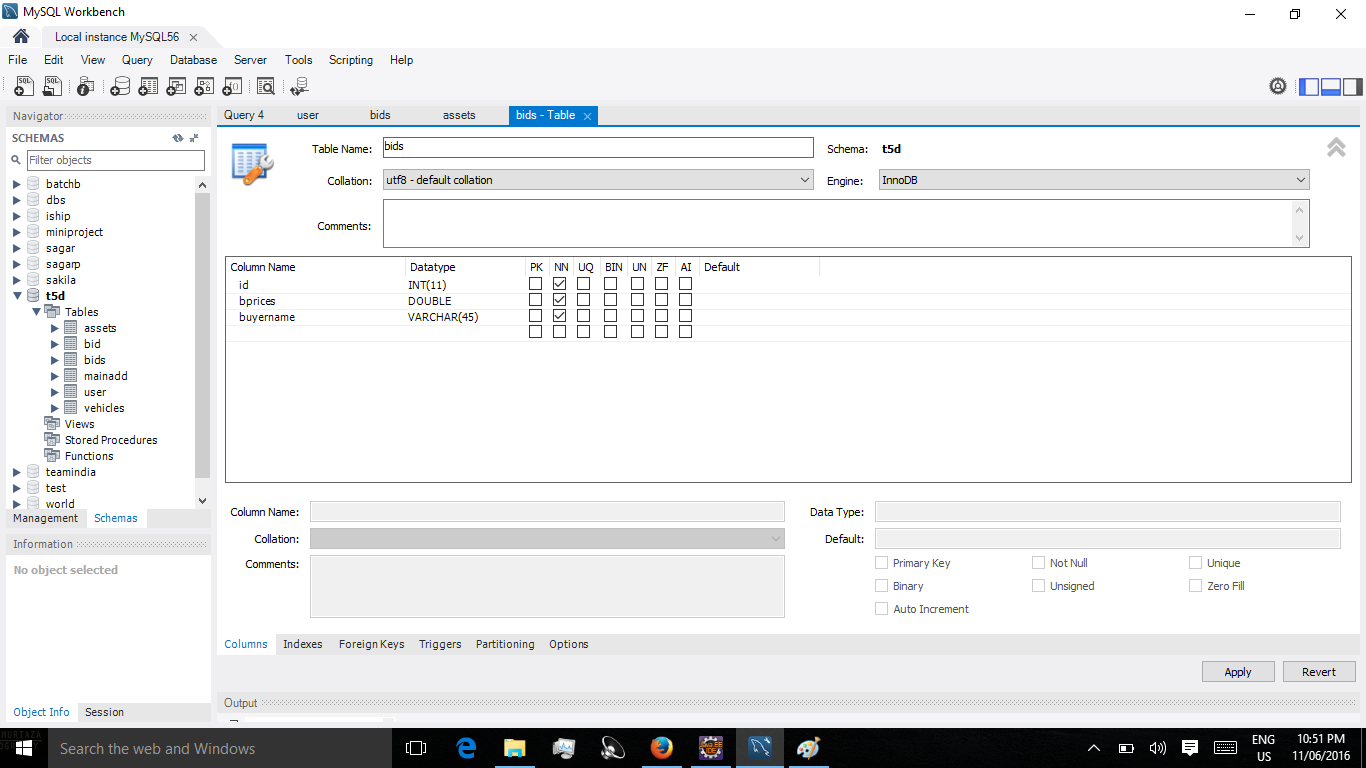 MySQL Workbench
Local instance MySQL56
File Edit View Query Database Server Tools Scripting Help
Navigator
SCHEMAS
Filter objects
batchb
dbs
iship
miniproject
sagar
sagarp
sakila
t5d
Tables
assets
bid
bids
mainadd
user
vehicles
Views
Stored Procedures
Functions
teamindia
test
world
Management Schemas
Information
No object selected
Object Info Session
Query 4 user bids assets bids - Table
Table Name: bids Schema: t5d
Collation: utf8 - default collation Engine: InnoDB
Comments:
Column Name Datatype PK NN UQ BIN UN ZF AI Default
id INT(11)
bprices DOUBLE
buyername VARCHAR(45)
Column Name: Data Type:
Collation: Default:
Comments: Primary Key Not Null Unique
Binary Unsigned Zero Fill
Auto Increment
Columns Indexes Foreign Keys Triggers Partitioning Options
Apply Revert
Output
Search the web and Windows
ENG
US
10:51 PM
11/06/2016